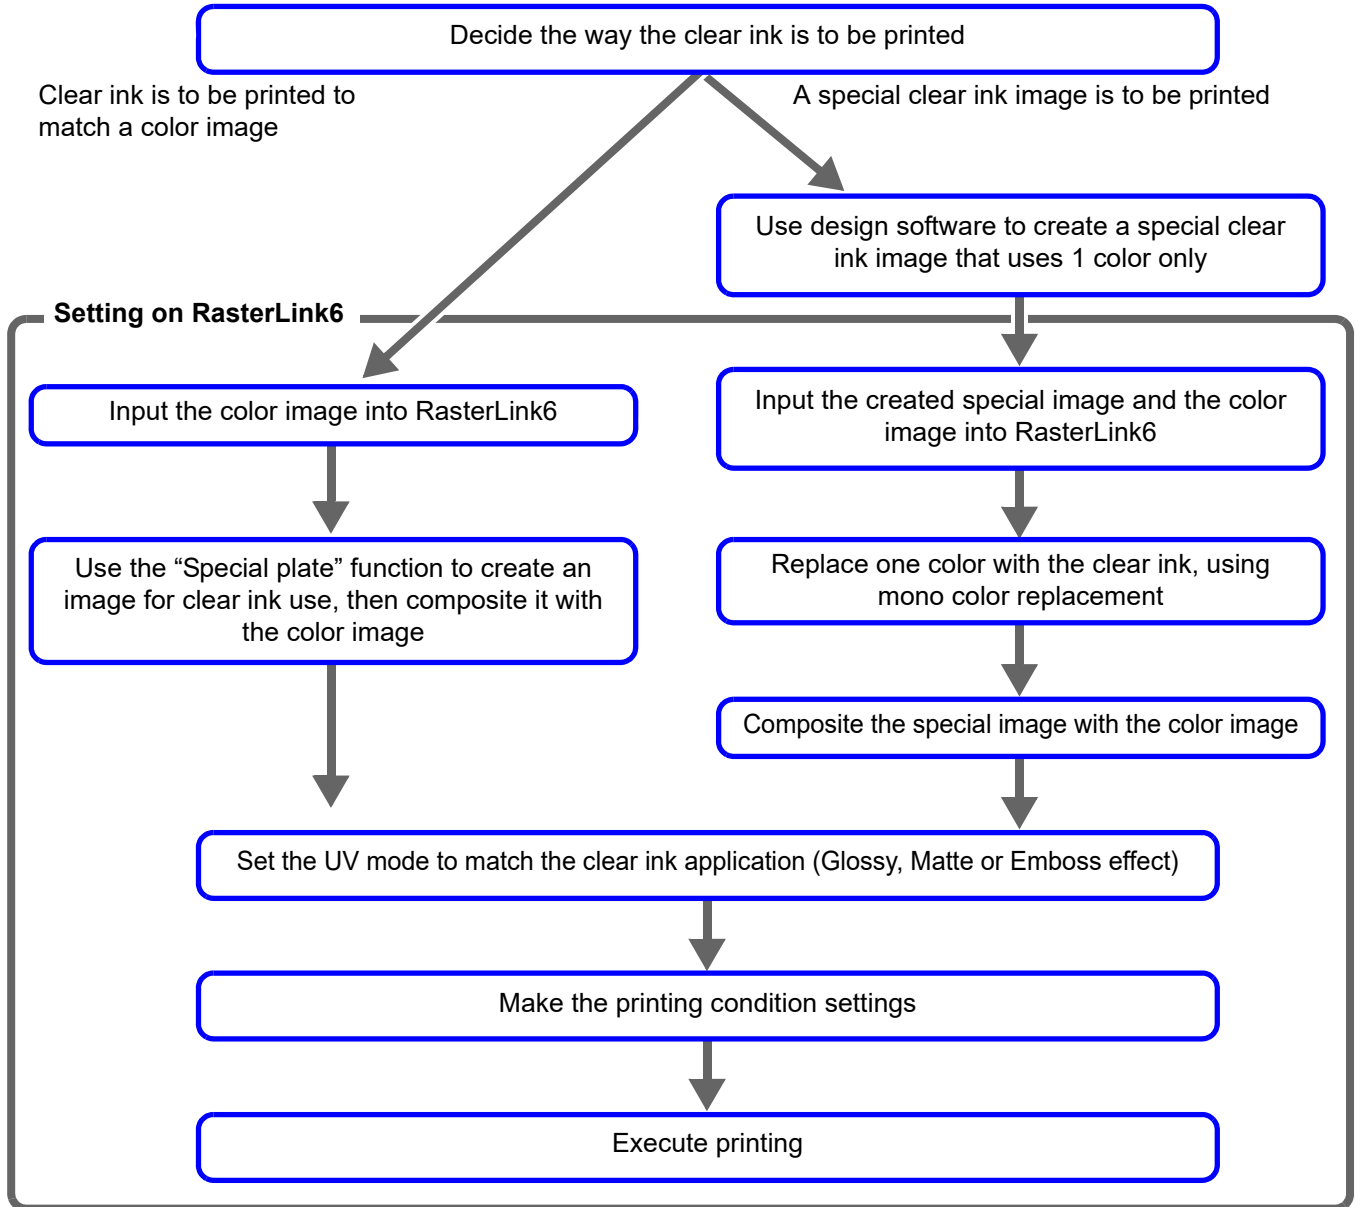 Decide the way the clear ink is to be printed
Clear ink is to be printed to
match a color image
A special clear ink image is to be printed
Use design software to create a special clear
ink image that uses 1 color only
Setting on RasterLink6
Input the color image into RasterLink6
Input the created special image and the color
image into RasterLink6
Use the “Special plate” function to create an
image for clear ink use, then composite it with
the color image
Replace one color with the clear ink, using
mono color replacement
Composite the special image with the color image
Set the UV mode to match the clear ink application (Glossy, Matte or Emboss effect)
Make the printing condition settings
Execute printing